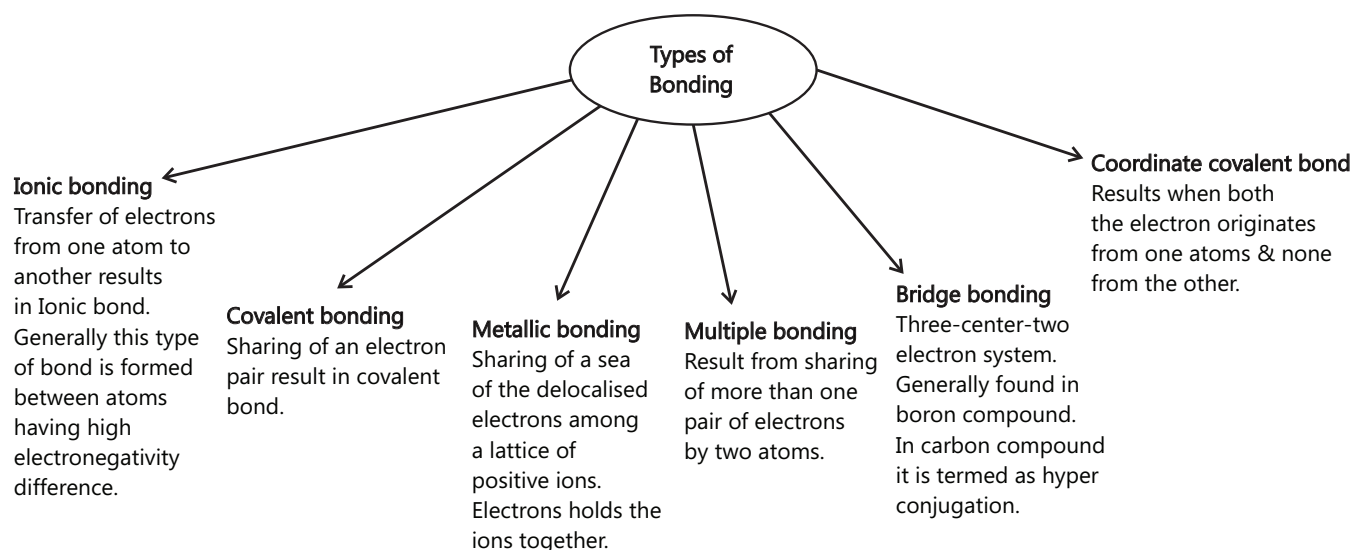 Types of
Bonding
Ionic bonding
Transfer of electrons
from one atom to
another results
in Ionic bond.
Generally this type
of bond is formed
between atoms
having high
electronegativity
difference.
Covalent bonding
Sharing of an electron
pair result in covalent
bond.
Metallic bonding
Sharing of a sea
of the delocalised
electrons among
a lattice of
positive ions.
Electrons holds the
ions together.
Multiple bonding
Result from sharing
of more than one
pair of electrons
by two atoms.
Bridge bonding
Three-center-two
electron system.
Generally found in
boron compound.
In carbon compound
it is termed as hyper
conjugation.
Coordinate covalent bond
Results when both
the electron originates
from one atoms & none
from the other.